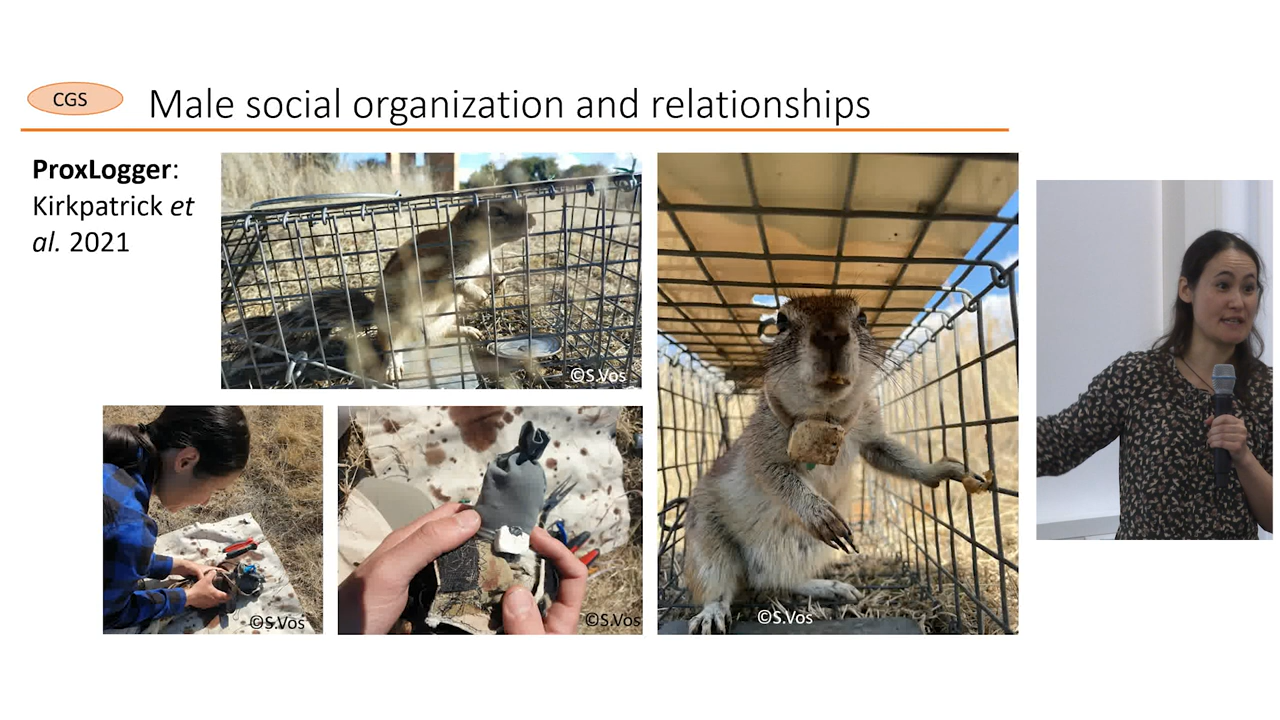 CGS
Male social organization and relationships
ProxLogger:
Kirkpatrick et
al. 2021
©S.Vos
©S.Vos
©S.Vos
©S.Vos